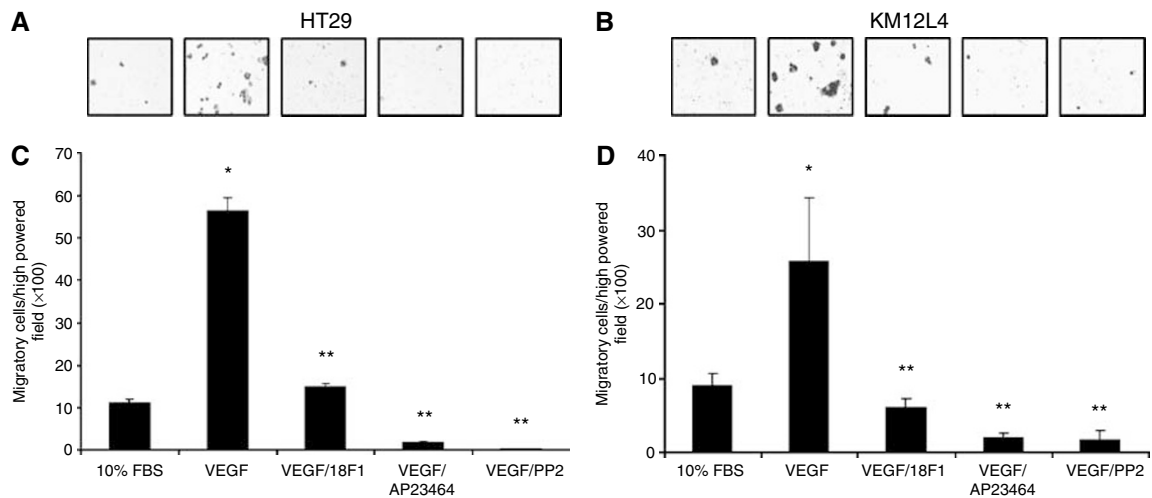 A
HT29
B
KM12L4
C
Migratory cells/high powered
field (×100)
70
60
50
40
30
20
10
0
*
**
**
**
10% FBS
VEGF
VEGF/18F1
VEGF/
AP23464
VEGF/PP2
D
Migratory cells/high powered
field (×100)
40
30
20
10
0
*
**
**
**
10% FBS
VEGF
VEGF/18F1
VEGF/
AP23464
VEGF/PP2